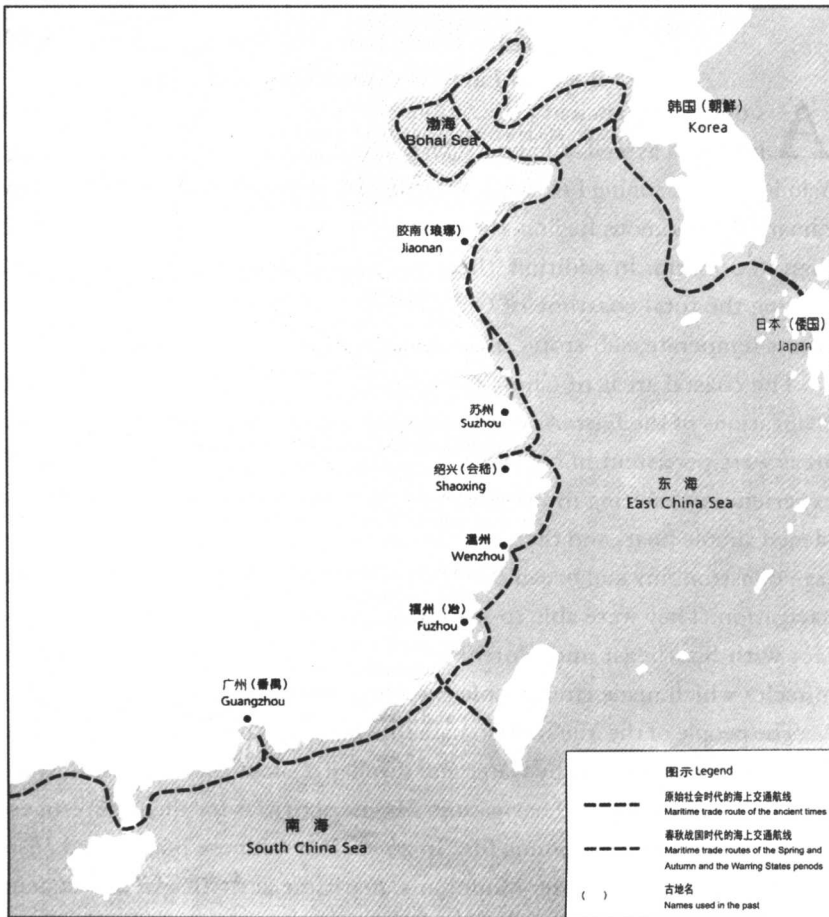 韩国（朝鲜）
Korea
渤海
Bohai Sea
胶南（琅琊）
Jiaonan
日本（倭国）
Japan
苏州
Suzhou
绍兴（会嵇）
Shaoxing
东 海
East China Sea
温州
Wenzhou
福州（冶）
Fuzhou
广州（番禺）
Guangzhou
南 海
South China Sea
图示 Legend
原始社会时代的海上交通航线
Maritime trade route of the ancient times
春秋战国时代的海上交通航线
Maritime trade routes of the Spring and
Autumn and the Warring States periods
（ ） 古地名
Names used in the past